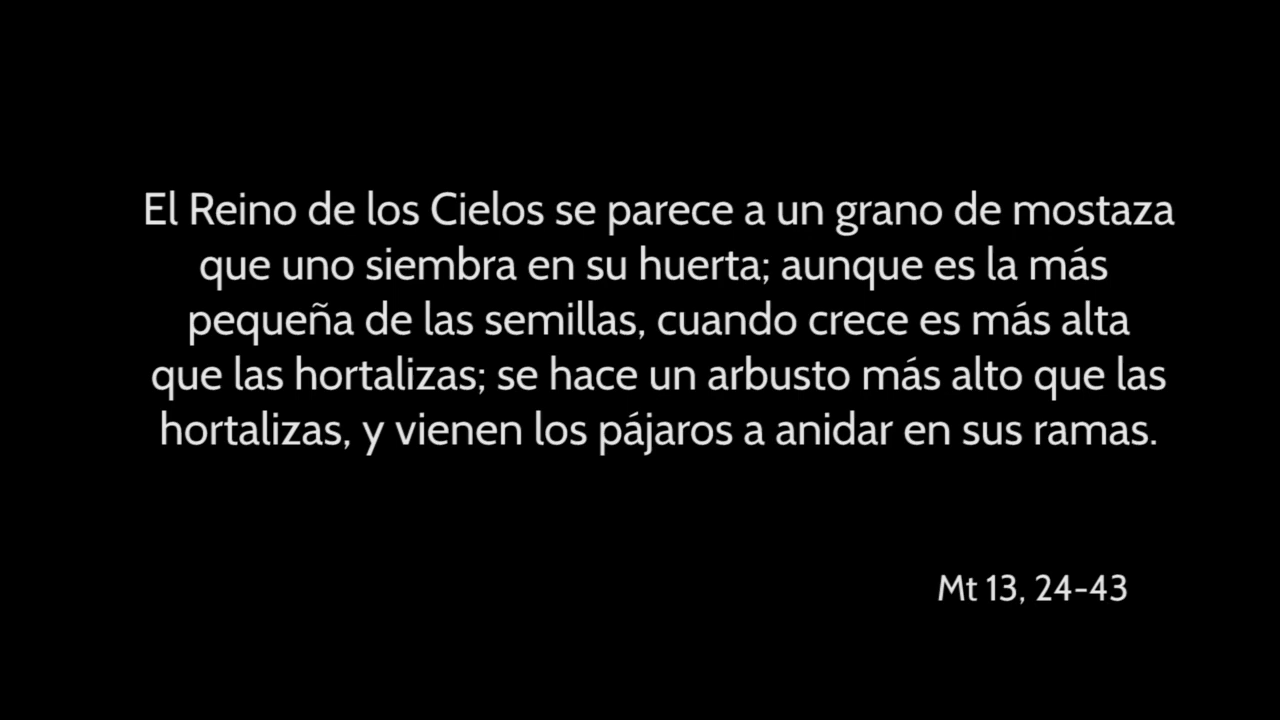 El Reino de los Cielos se parece a un grano de mostaza
que uno siembra en su huerta; aunque es la más
pequeña de las semillas, cuando crece es más alta
que las hortalizas; se hace un arbusto más alto que las
hortalizas, y vienen los pájaros a anidar en sus ramas.
Mt 13, 24-43